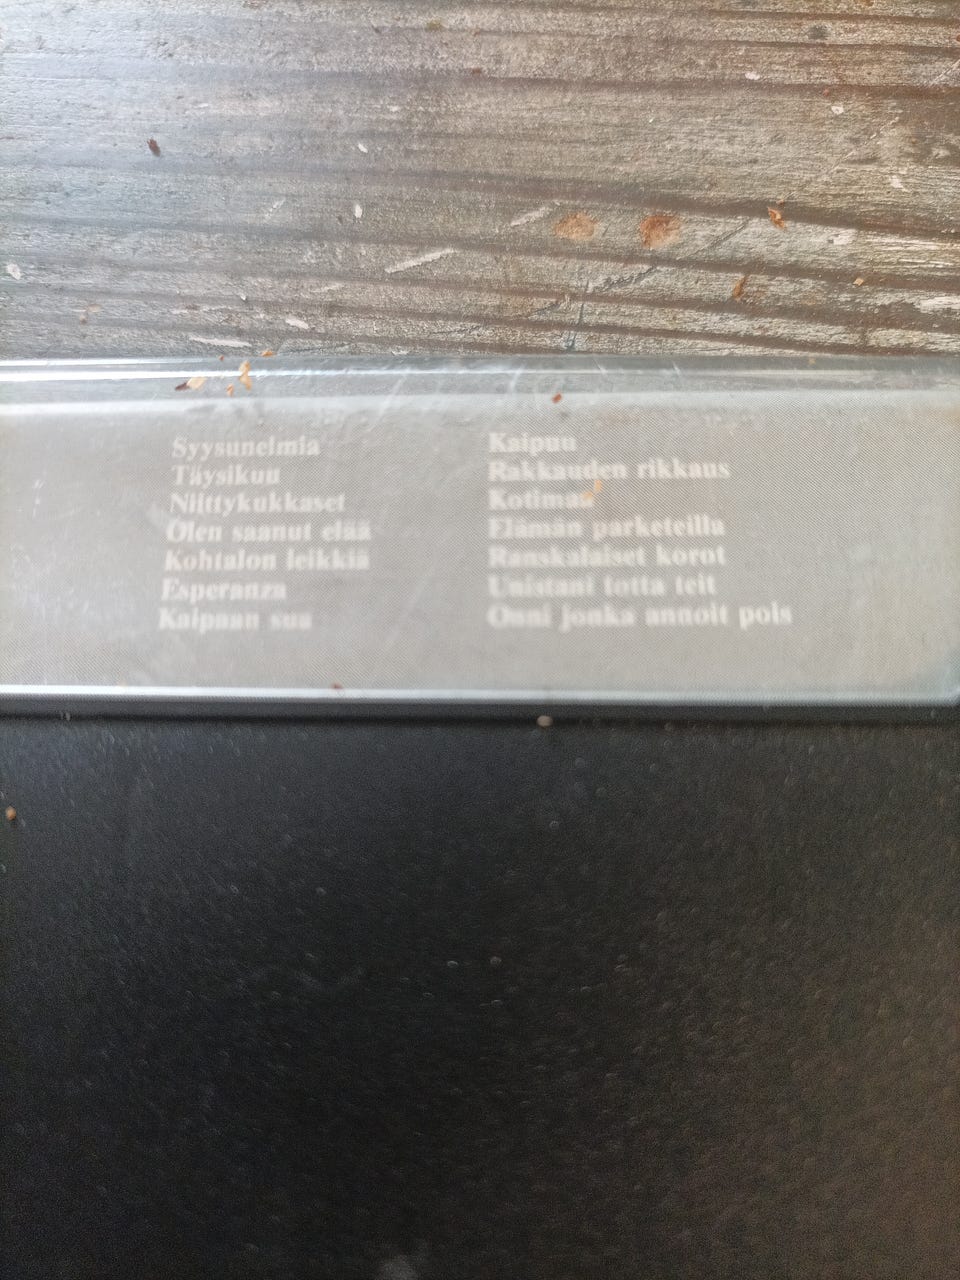 Syysunelmia
Täysikuu
Niittykukkaset
Olen saanut elää
Kohtalon leikkiä
Esperanza
Kaipaan sua
Kaipuu
Rakkauden rikkaus
Kotimaa
Elämän parketeilla
Ranskalaiset korot
Unistani totta teit
Onni jonka annoit pois